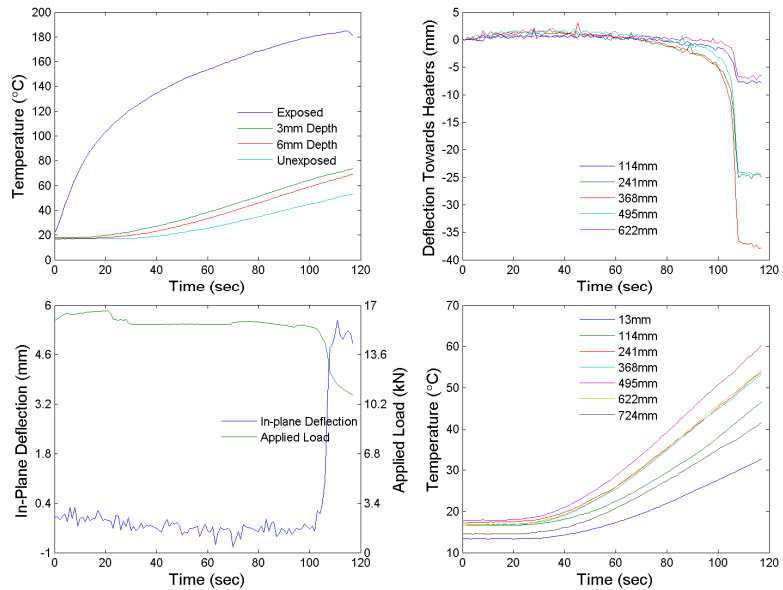 200
180
160
140
120
100
80
60
40
20
0
0 20 40 60 80 100 120
Temperature (°C)
Time (sec)
Exposed
3mm Depth
6mm Depth
Unexposed
5
0
-5
-10
-15
-20
-25
-30
-35
-40
0 20 40 60 80 100 120
Deflection Towards Heaters (mm)
Time (sec)
114mm
241mm
368mm
495mm
622mm
6
4.6
3.2
1.8
0.4
-1
17
13.6
10.2
6.8
3.4
0
0 20 40 60 80 100 120
In-Plane Deflection (mm)
Applied Load (kN)
Time (sec)
In-plane Deflection
Applied Load
70
60
50
40
30
20
10
0 20 40 60 80 100 120
Temperature (°C)
Time (sec)
13mm
114mm
241mm
368mm
495mm
622mm
724mm